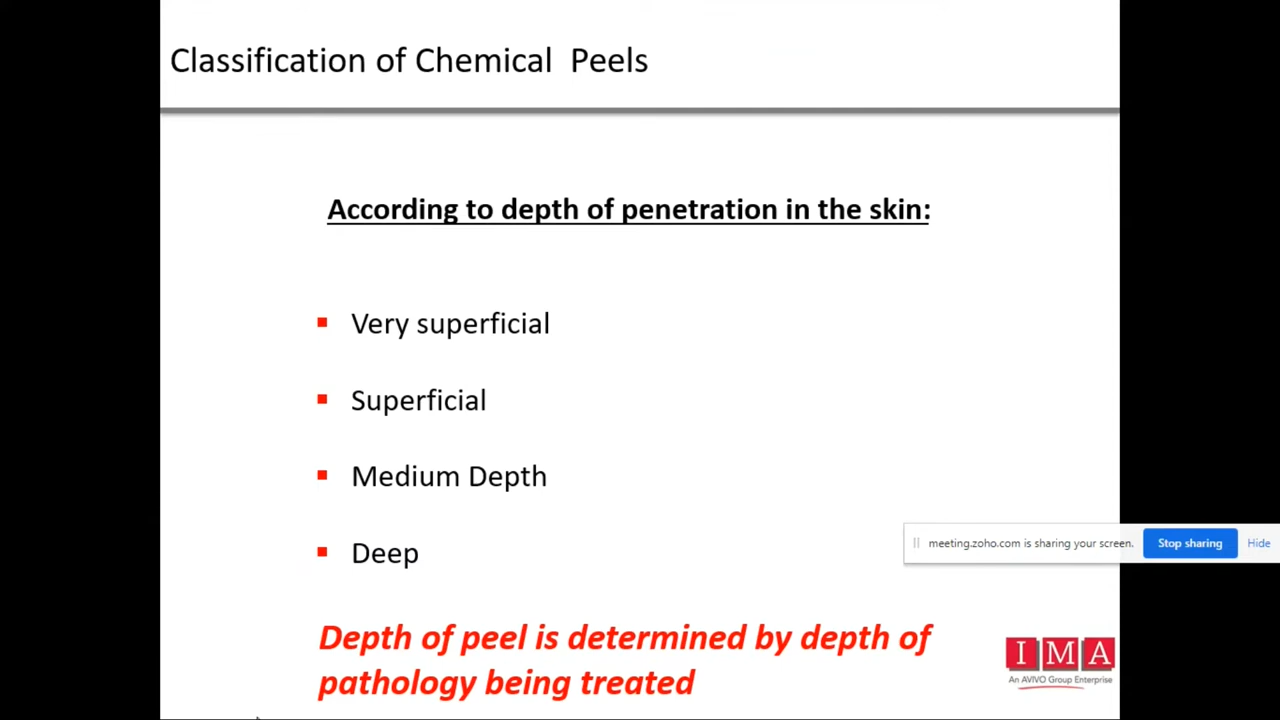 Classification of Chemical Peels
According to depth of penetration in the skin:
Very superficial
Superficial
Medium Depth
meeting.zoho.com is sharing your screen. Stop sharing Hide
Deep
Depth of peel is determined by depth of
pathology being treated
IMA
An AVIVO Group Enterprise